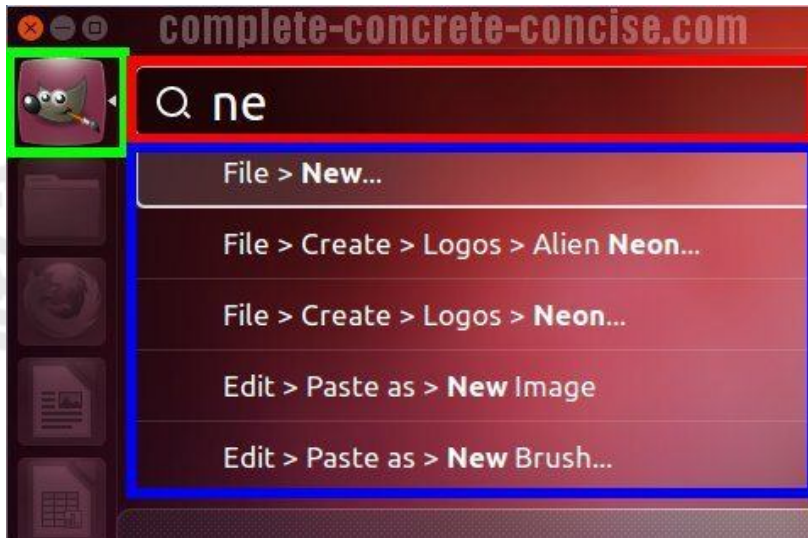 complete-concrete-concise.com
ne
File > New...
File > Create > Logos > Alien Neon...
File > Create > Logos > Neon...
Edit > Paste as > New Image
Edit > Paste as > New Brush...